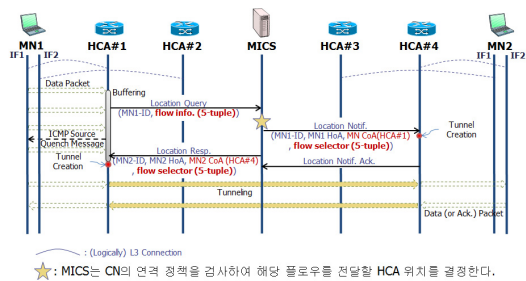 MN1 HCA#1 HCA#2 MICS HCA#3 HCA#4 MN2
IF1 IF2 IF1 IF2
Data Packet
Buffering
Location Query
(MN1-ID, flow info. (5-tuple))
Location Notif.
(MN1-ID, MN1 HoA, MN CoA(HCA#1)
, flow selector (5-tuple))
Tunnel
Creation
ICMP Source
Quench Message
Location Resp.
(MN2-ID, MN2 HoA, MN2 CoA (HCA#4)
, flow selector (5-tuple))
Location Notif. Ack.
Tunnel
Creation
Tunneling
Data (or Ack.) Packet
: (Logically) L3 Connection
: MICS는 CN의 연격 정책을 검사하여 해당 플로우를 전달할 HCA 위치를 결정한다.